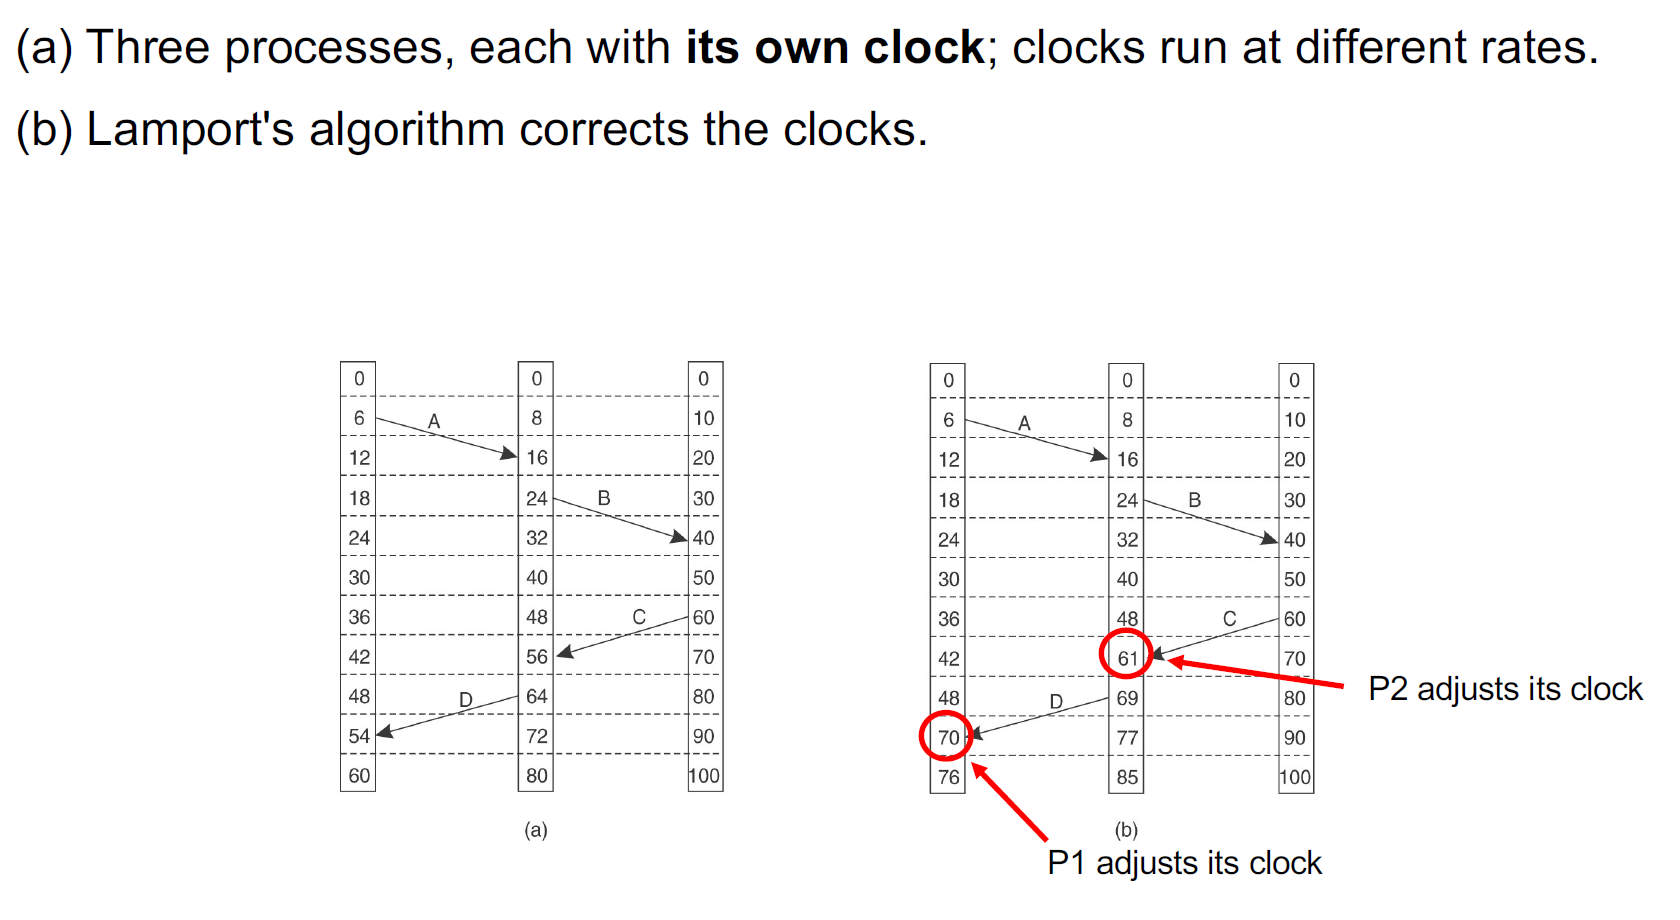 (a) Three processes, each with its own clock; clocks run at different rates.
(b) Lamport's algorithm corrects the clocks.
0 0 0
6 A 8 10
12 16 20
18 24 B 30
24 32 40
30 40 50
36 48 C 60
42 56 70
48 D 64 80
54 72 90
60 80 100
(a)
0 0 0
6 A 8 10
12 16 20
18 24 B 30
24 32 40
30 40 50
36 48 C 60
42 61 70
P2 adjusts its clock
48 D 69 80
70 77 90
76 85 100
(b)
P1 adjusts its clock